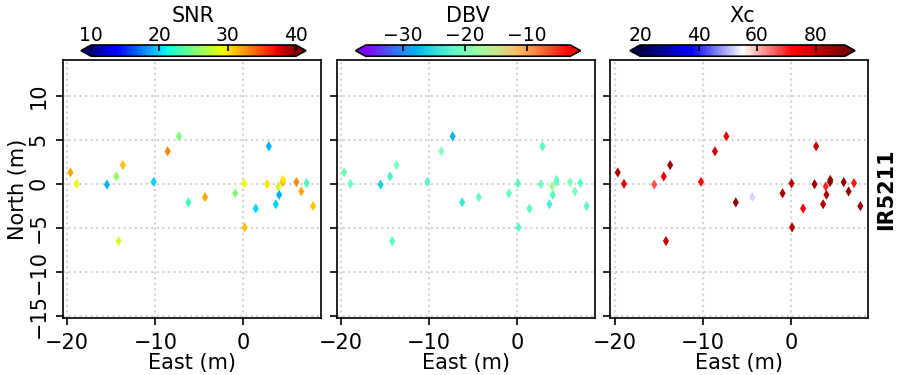 SNR DBV Xc
10 20 30 40 −30 −20 −10 20 40 60 80
10
5
0
−5
−10
−15
North (m)
IR5211
−20 −10 0 −20 −10 0 −20 −10 0
East (m) East (m) East (m)